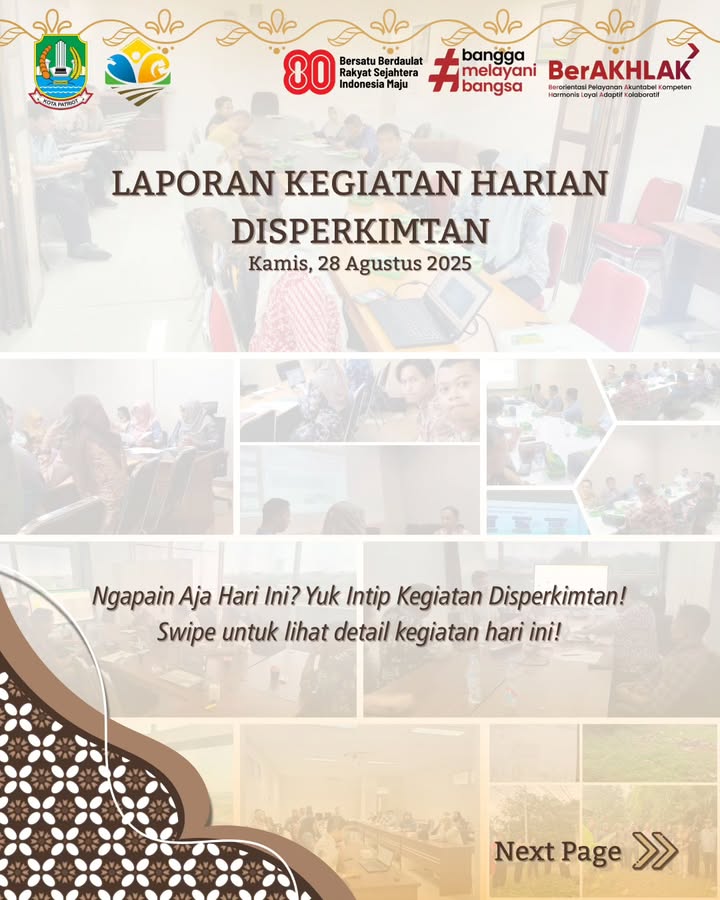 KOTA PATRIOT
80
Bersatu Berdaulat
Rakyat Sejahtera
Indonesia Maju
#bangga
melayani
bangsa
BerAKHLAK
Berorientasi Pelayanan Akuntabel Kompeten
Harmonis Loyal Adaptif Kolaboratif
LAPORAN KEGIATAN HARIAN
DISPERKIMTAN
Kamis, 28 Agustus 2025
Ngapain Aja Hari Ini? Yuk Intip Kegiatan Disperkimtan!
Swipe untuk lihat detail kegiatan hari ini!
Next Page